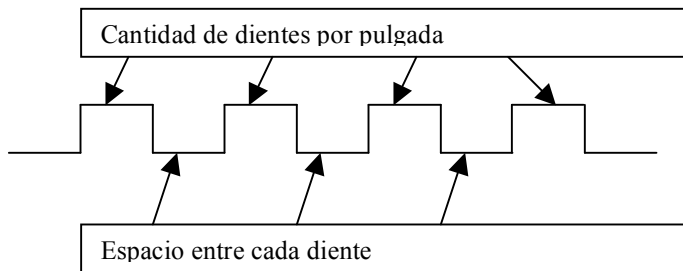 Cantidad de dientes por pulgada
Espacio entre cada diente